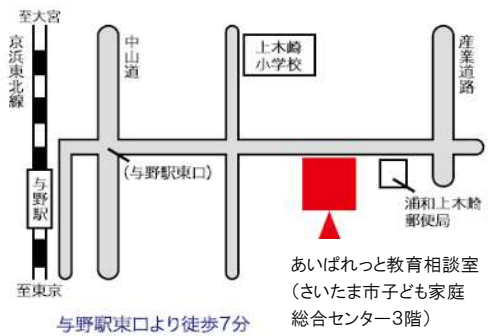 至大宮
京浜東北線
中山道
上木崎
小学校
産業道路
(与野駅東口)
与野駅
浦和上木崎
郵便局
あいぱれっと教育相談室
(さいたま市子ども家庭
総合センター3階)
至東京
与野駅東口より徒歩7分